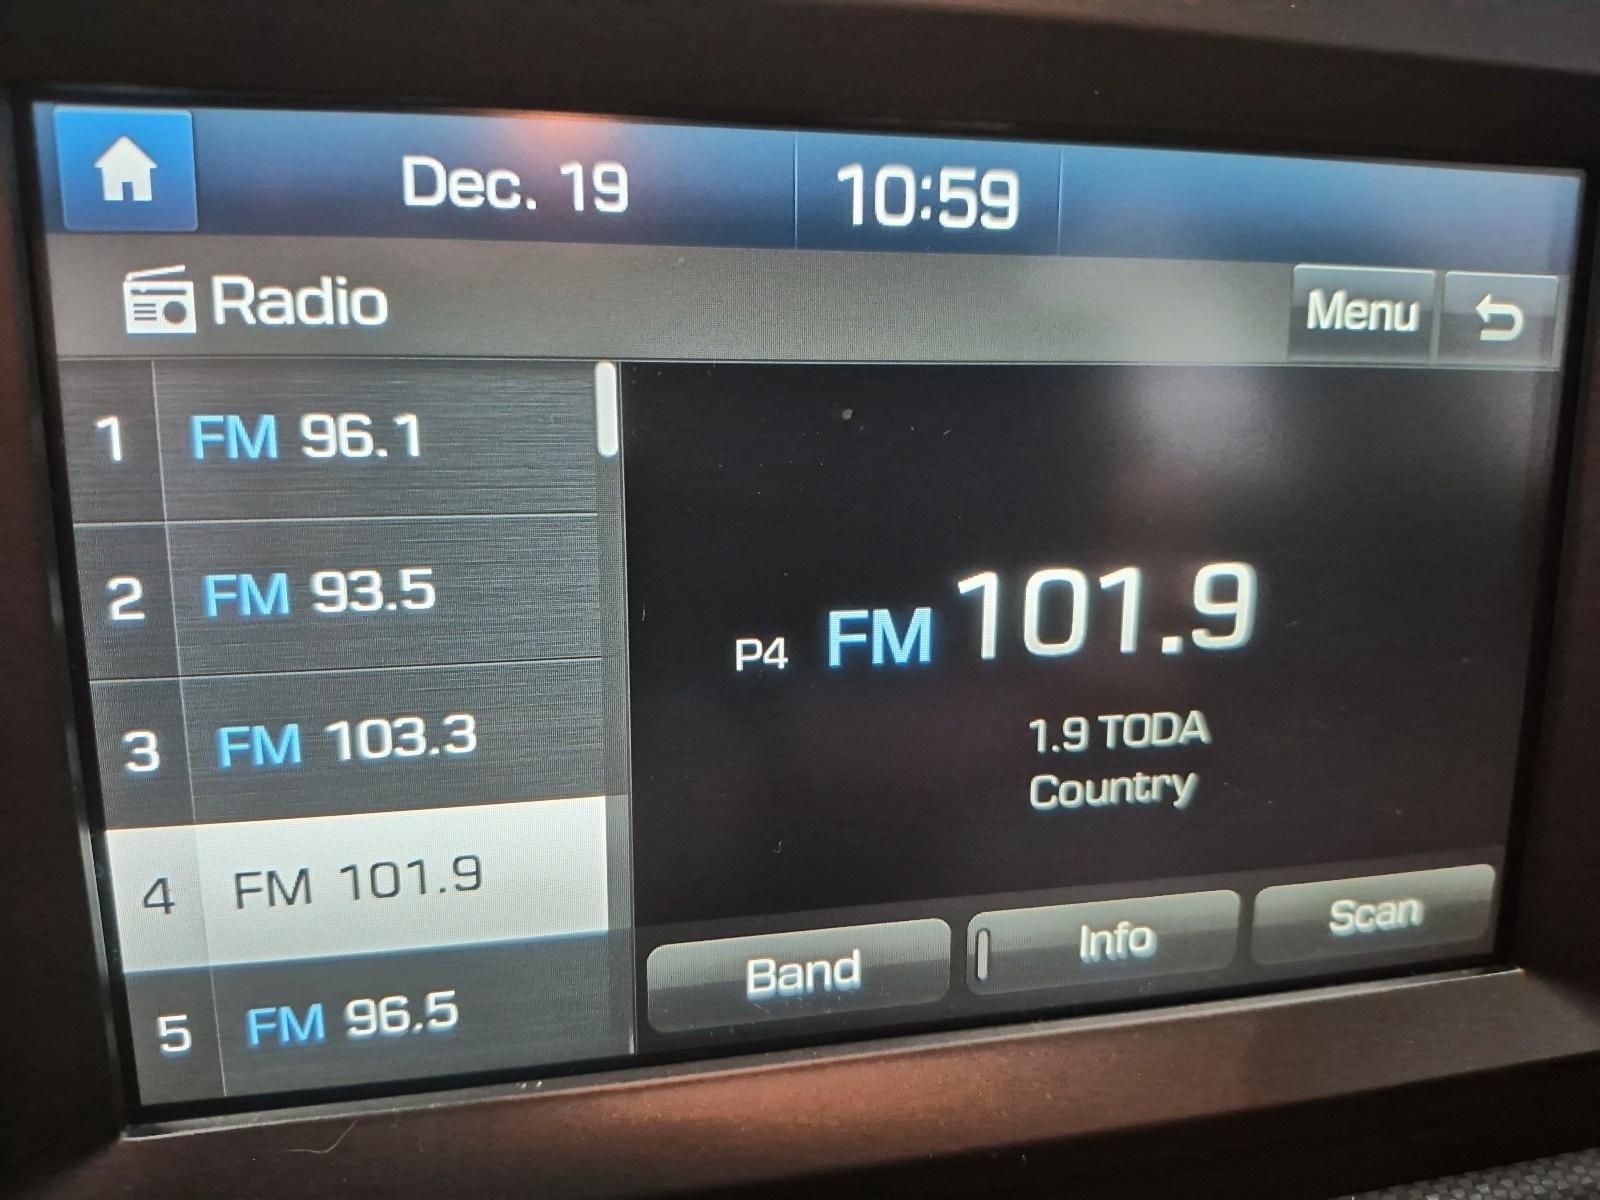 Dec. 19 10:59
Radio Menu
1 FM 96.1
2 FM 93.5
3 FM 103.3
4 FM 101.9
5 FM 96.5
P4 FM 101.9
1.9 TODA
Country
Band Info Scan